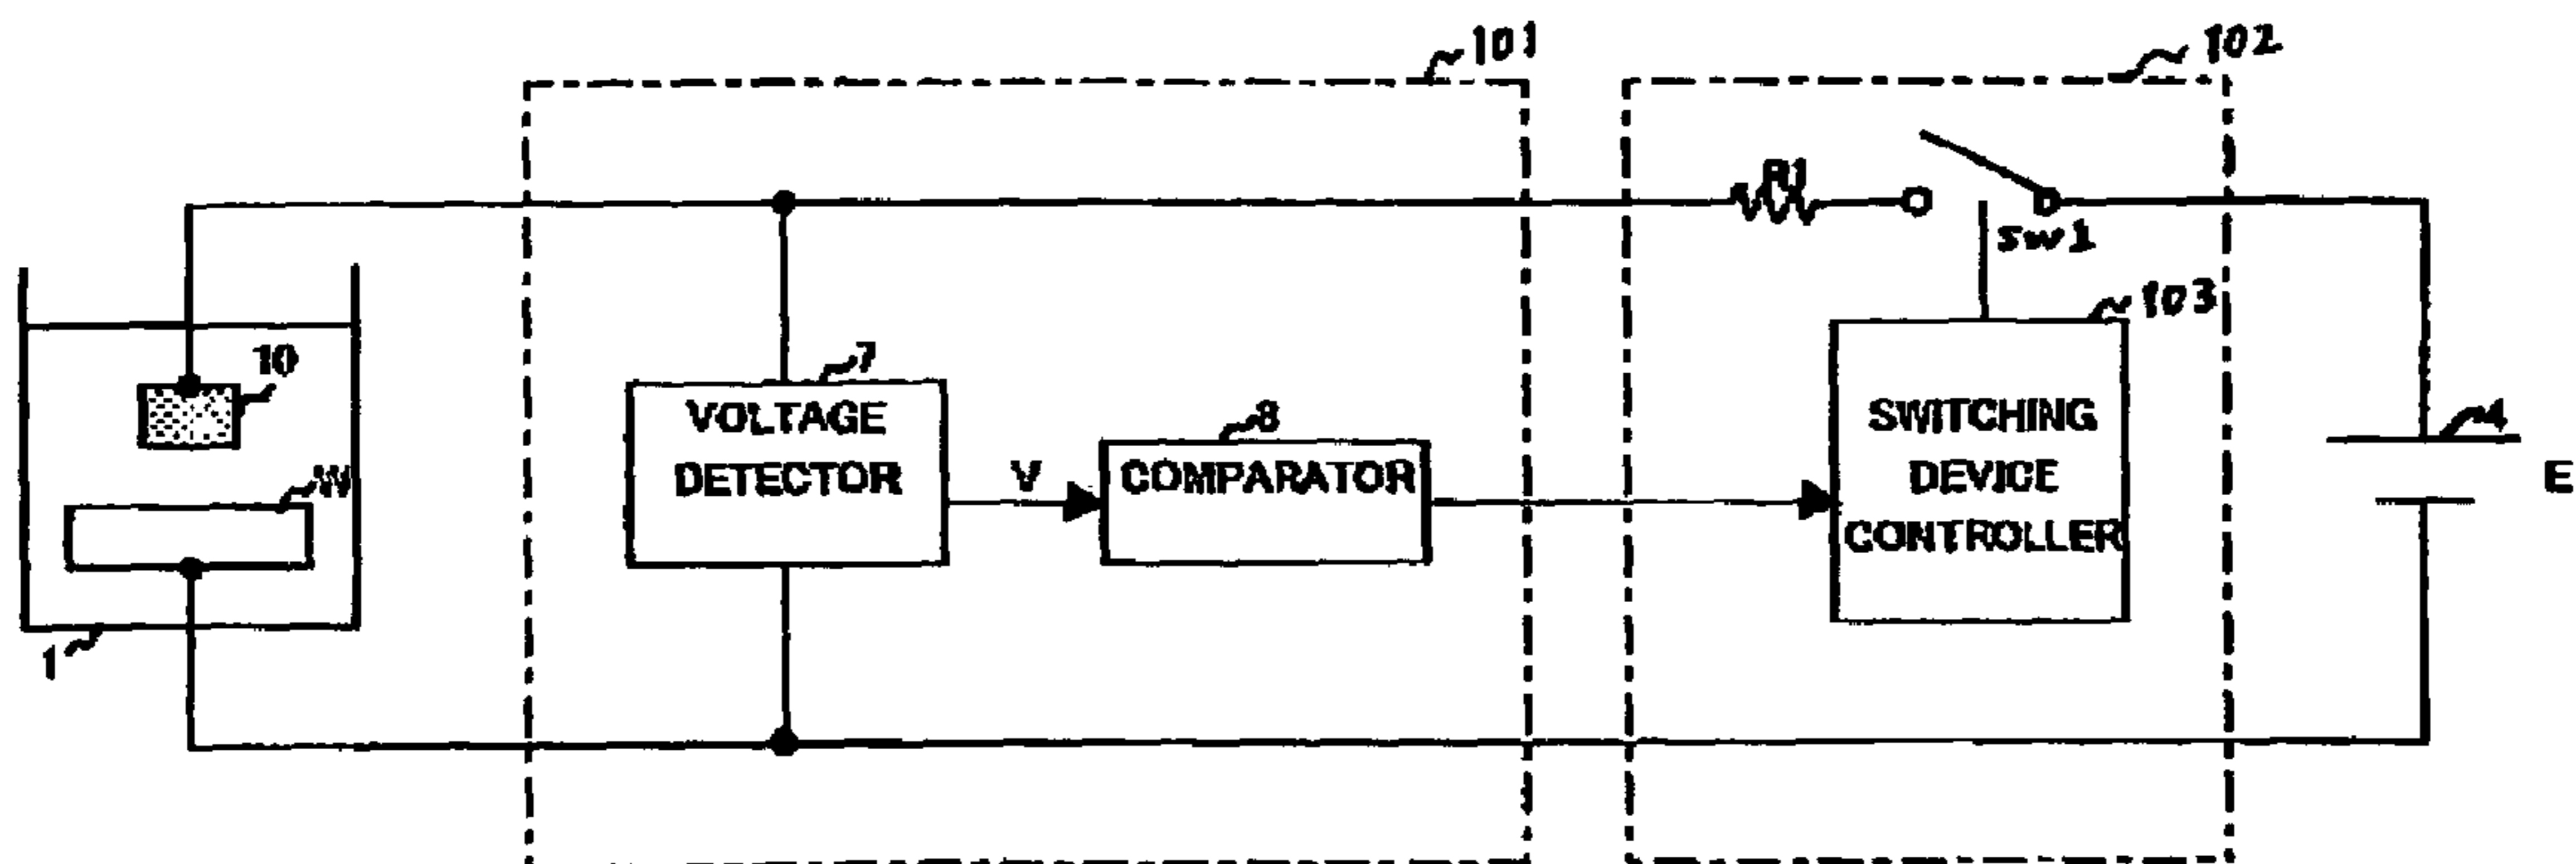 101
102
R1
SW1
103
10
7
VOLTAGE
DETECTOR
V
8
COMPARATOR
SWITCHING
DEVICE
CONTROLLER
4
E
W
1